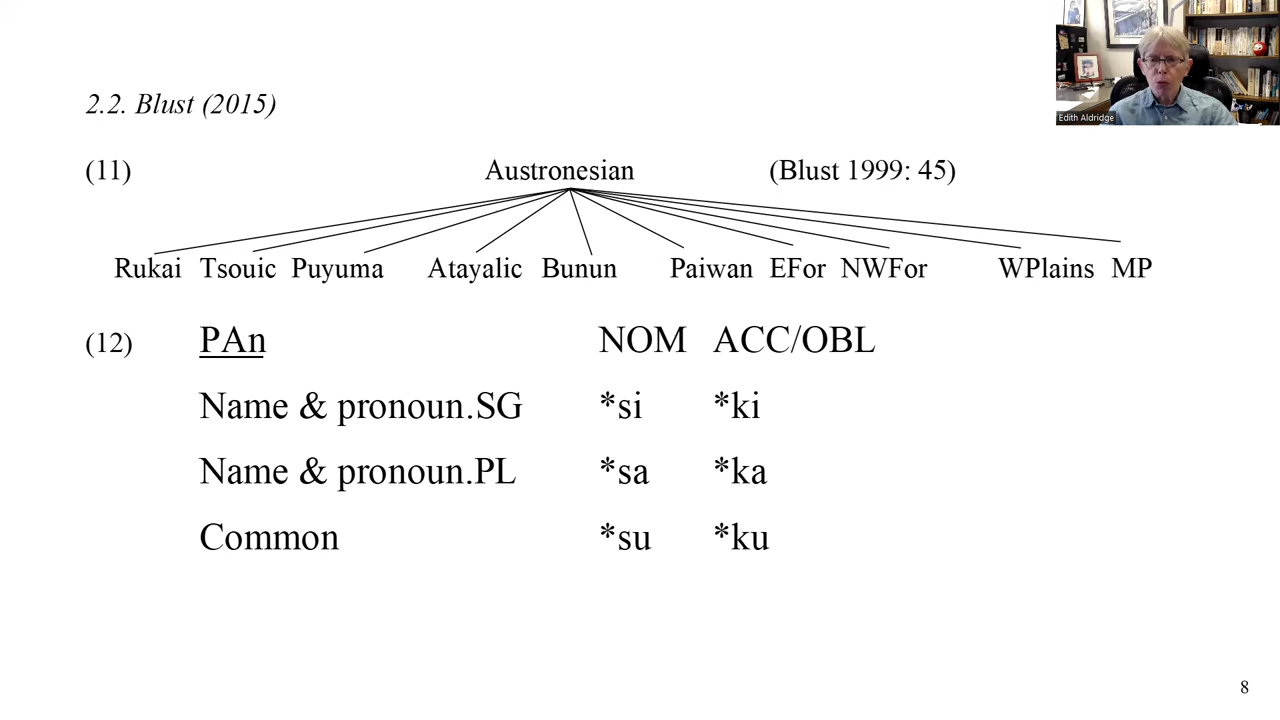 Edith Aldridge
2.2. Blust (2015)
(11) Austronesian (Blust 1999: 45)
Rukai Tsouic Puyuma Atayalic Bunun Paiwan EFor NWFor WPlains MP
(12) PAn NOM ACC/OBL
Name & pronoun.SG *si *ki
Name & pronoun.PL *sa *ka
Common *su *ku
8